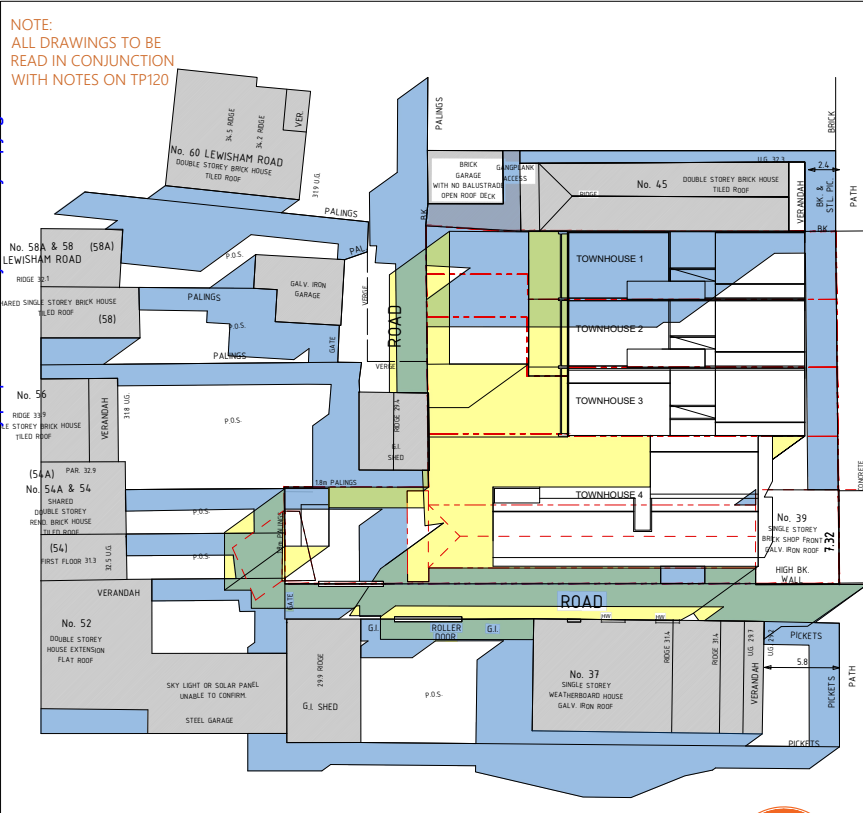 NOTE:
ALL DRAWINGS TO BE
READ IN CONJUNCTION
WITH NOTES ON TP120
PALINGS
BRICK
34.5 RIDGE
34.2 RIDGE
VER.
No. 60 LEWISHAM ROAD
DOUBLE STOREY BRICK HOUSE
TILED ROOF
31.9 U.G.
BRICK
GARAGE
WITH NO BALUSTRADE
OPEN ROOF DECK
GANGPLANK
ACCESS
U.G. 32.3
No. 45
DOUBLE STOREY BRICK HOUSE
TILED ROOF
RIDGE
VERANDAH
2.4
BK. &
STL PIC.
BK.
PATH
PALINGS
BK
PAL
No. 58A & 58
(58A)
LEWISHAM ROAD
RIDGE 32.1
HARED SINGLE STOREY BRICK HOUSE
TILED ROOF
(58)
P.O.S.
GALV. IRON
GARAGE
VERGE
ROAD
TOWNHOUSE 1
PALINGS
P.O.S.
GATE
TOWNHOUSE 2
PALINGS
VERGE
No. 56
RIDGE 33.9
LE STOREY BRICK HOUSE
TILED ROOF
VERANDAH
31.8 U.G.
P.O.S.
RIDGE 29.4
G.I.
SHED
TOWNHOUSE 3
(54A)
PAR. 32.9
No. 54A & 54
SHARED
DOUBLE STOREY
REND. BRICK HOUSE
TILED ROOF
P.O.S.
1.8m PALINGS
TOWNHOUSE 4
CONCRETE
No. 39
SINGLE STOREY
BRICK SHOP FRONT
GALV. IRON ROOF
7.32
HIGH BK.
WALL
(54)
FIRST FLOOR 31.3
32.5 U.G.
P.O.S.
PALINGS
VERANDAH
GATE
ROAD
No. 52
DOUBLE STOREY
HOUSE EXTENSION
FLAT ROOF
G.I.
ROLLER
DOOR
G.I.
HW
HW
PICKETS
SKY LIGHT OR SOLAR PANEL
UNABLE TO CONFIRM.
STEEL GARAGE
29.9 RIDGE
G.I. SHED
P.O.S.
No. 37
SINGLE STOREY
WEATHERBOARD HOUSE
GALV. IRON ROOF
RIDGE 31.4
RIDGE 31.4
VERANDAH
U.G. 29.7
U.G. 29.2
5.8
PICKETS
PATH
PICKETS